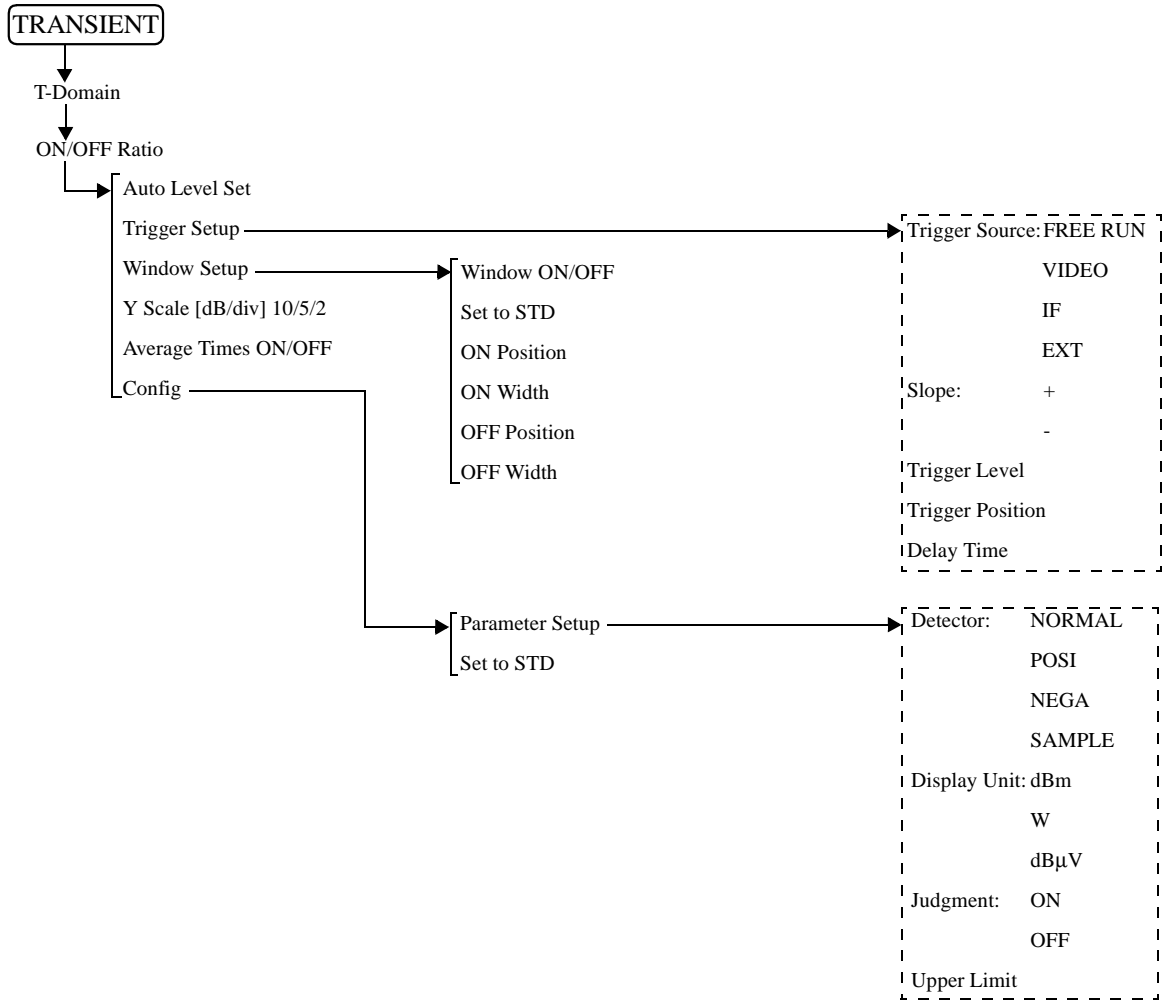 TRANSIENT
T-Domain
ON/OFF Ratio
Auto Level Set
Trigger Setup
Window Setup
Y Scale [dB/div] 10/5/2
Average Times ON/OFF
Config
Window ON/OFF
Set to STD
ON Position
ON Width
OFF Position
OFF Width
Trigger Source: FREE RUN
VIDEO
IF
EXT
Slope: +
-
Trigger Level
Trigger Position
Delay Time
Parameter Setup
Set to STD
Detector: NORMAL
POSI
NEGA
SAMPLE
Display Unit: dBm
W
dBμV
Judgment: ON
OFF
Upper Limit